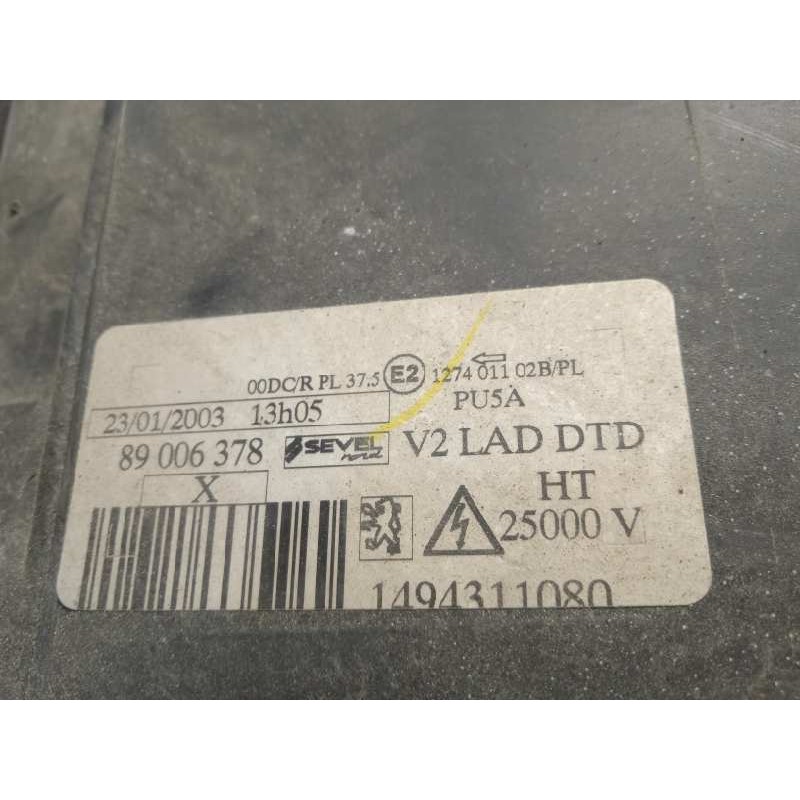 00DC/R PL 37.5 E2 1274 011 02B/PL
23/01/2003 13h05 PU5A
89 006 378 SEVEL nord V2 LAD DTD
X HT
25000 V
1494311080